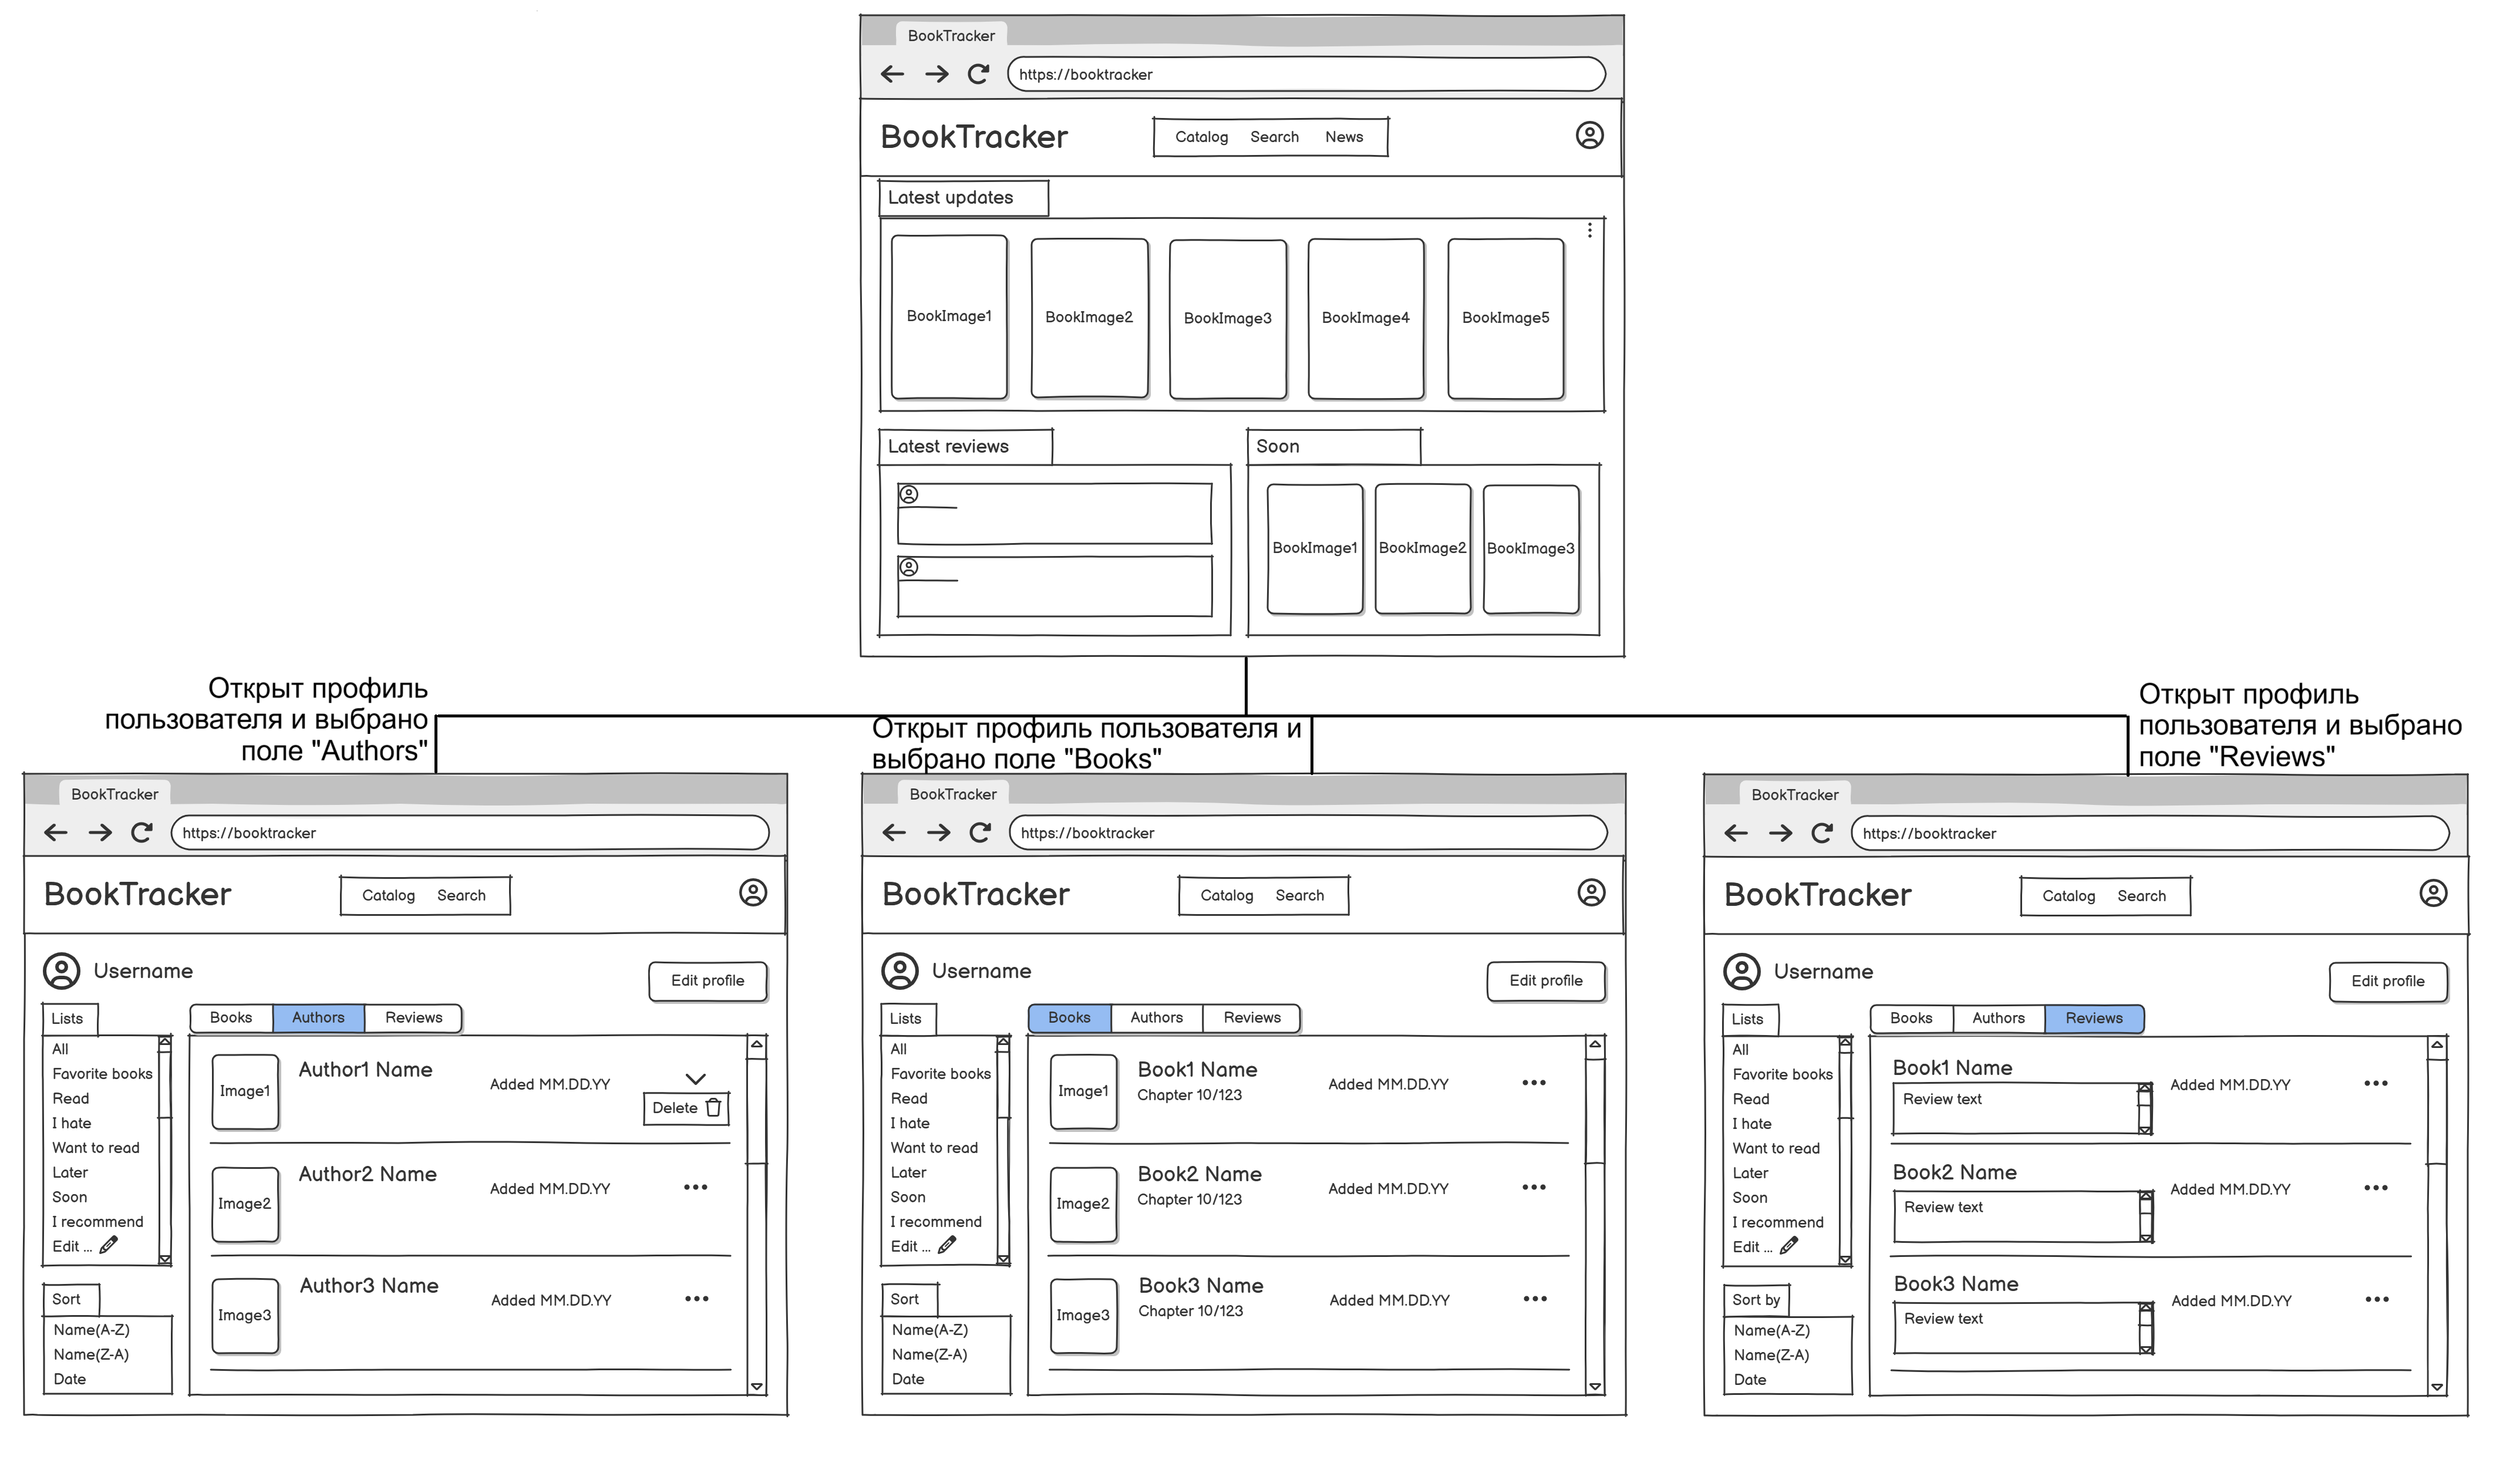 BookTracker
https://booktracker
BookTracker
Catalog Search News
Latest updates
BookImage1 BookImage2 BookImage3 BookImage4 BookImage5
Latest reviews
Soon
BookImage1 BookImage2 BookImage3
Открыт профиль
пользователя и выбрано
поле "Authors"
Открыт профиль пользователя и
выбрано поле "Books"
Открыт профиль
пользователя и выбрано
поле "Reviews"
BookTracker
https://booktracker
BookTracker
Catalog Search
Username
Edit profile
Lists
Books Authors Reviews
All
Favorite books
Read
I hate
Want to read
Later
Soon
I recommend
Edit ...
Sort
Name(A-Z)
Name(Z-A)
Date
Image1
Author1 Name
Added MM.DD.YY
Delete
Image2
Author2 Name
Added MM.DD.YY
Image3
Author3 Name
Added MM.DD.YY
BookTracker
https://booktracker
BookTracker
Catalog Search
Username
Edit profile
Lists
Books Authors Reviews
All
Favorite books
Read
I hate
Want to read
Later
Soon
I recommend
Edit ...
Sort
Name(A-Z)
Name(Z-A)
Date
Image1
Book1 Name
Chapter 10/123
Added MM.DD.YY
Image2
Book2 Name
Chapter 10/123
Added MM.DD.YY
Image3
Book3 Name
Chapter 10/123
Added MM.DD.YY
BookTracker
https://booktracker
BookTracker
Catalog Search
Username
Edit profile
Lists
Books Authors Reviews
All
Favorite books
Read
I hate
Want to read
Later
Soon
I recommend
Edit ...
Sort by
Name(A-Z)
Name(Z-A)
Date
Book1 Name
Review text
Added MM.DD.YY
Book2 Name
Review text
Added MM.DD.YY
Book3 Name
Review text
Added MM.DD.YY